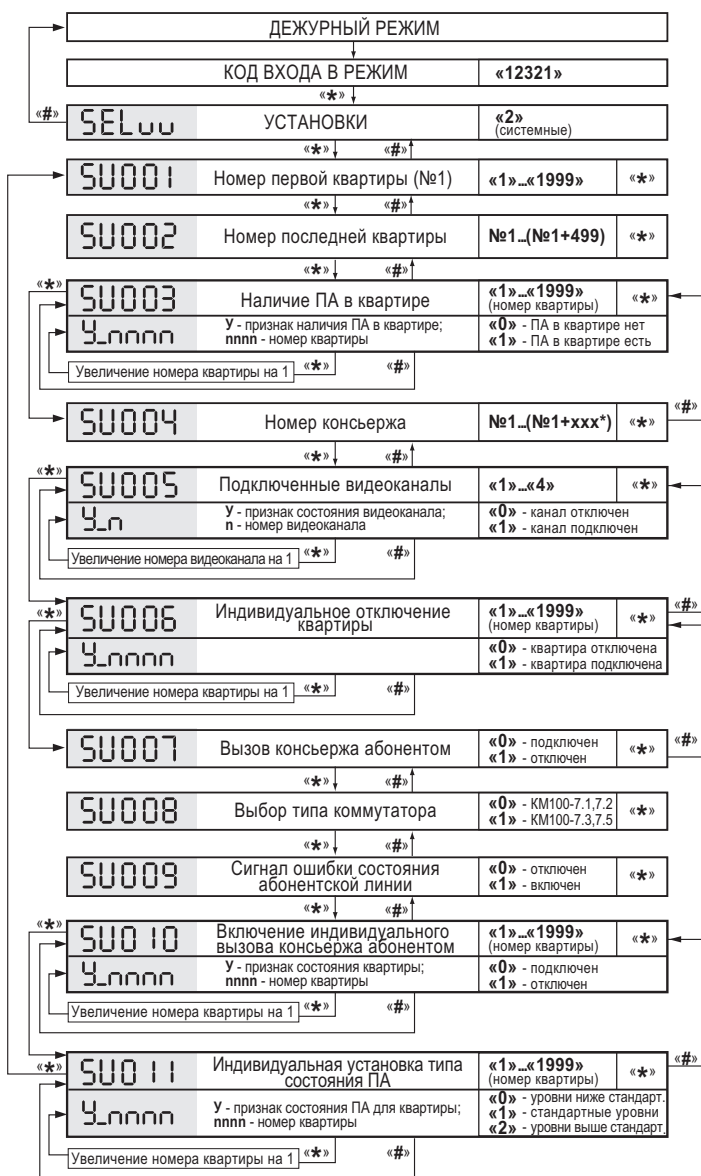 ДЕЖУРНЫЙ РЕЖИМ
КОД ВХОДА В РЕЖИМ «12321»
«*»
«#» SELuu УСТАНОВКИ «2»
(системные)
«*» «#»
SU001 Номер первой квартиры (№1) «1»...«1999» «*»
«*» «#»
SU002 Номер последней квартиры №1...(№1+499) «*»
«*» «#»
«*» SU003 Наличие ПА в квартире «1»...«1999»
(номер квартиры) «*»
У_nnnn У - признак наличия ПА в квартире;
nnnn - номер квартиры
«0» - ПА в квартире нет
«1» - ПА в квартире есть
Увеличение номера квартиры на 1 «*» «#»
SU004 Номер консьержа №1...(№1+xxx*) «*» «#»
«*» «#»
«*» SU005 Подключенные видеоканалы «1»...«4» «*»
У_n У - признак состояния видеоканала;
n - номер видеоканала
«0» - канал отключен
«1» - канал подключен
Увеличение номера видеоканала на 1 «*» «#»
«*» SU006 Индивидуальное отключение
квартиры
«1»...«1999»
(номер квартиры) «*» «#»
У_nnnn «0» - квартира отключена
«1» - квартира подключена
Увеличение номера квартиры на 1 «*» «#»
SU007 Вызов консьержа абонентом «0» - подключен
«1» - отключен «*» «#»
«*» «#»
SU008 Выбор типа коммутатора «0» - КМ100-7.1,7.2
«1» - КМ100-7.3,7.5 «*»
«*» «#»
SU009 Сигнал ошибки состояния
абонентской линии
«0» - отключен
«1» - включен «*»
«*» «#»
«*» SU010 Включение индивидуального
вызова консьержа абонентом
«1»...«1999»
(номер квартиры) «*»
У_nnnn У - признак состояния квартиры;
nnnn - номер квартиры
«0» - подключен
«1» - отключен
Увеличение номера квартиры на 1 «*» «#»
«*» SU011 Индивидуальная установка типа
состояния ПА
«1»...«1999»
(номер квартиры) «*» «#»
У_nnnn У - признак состояния ПА для квартиры;
nnnn - номер квартиры
«0» - уровни ниже стандарт.
«1» - стандартные уровни
«2» - уровни выше стандарт.
Увеличение номера квартиры на 1 «*» «#»